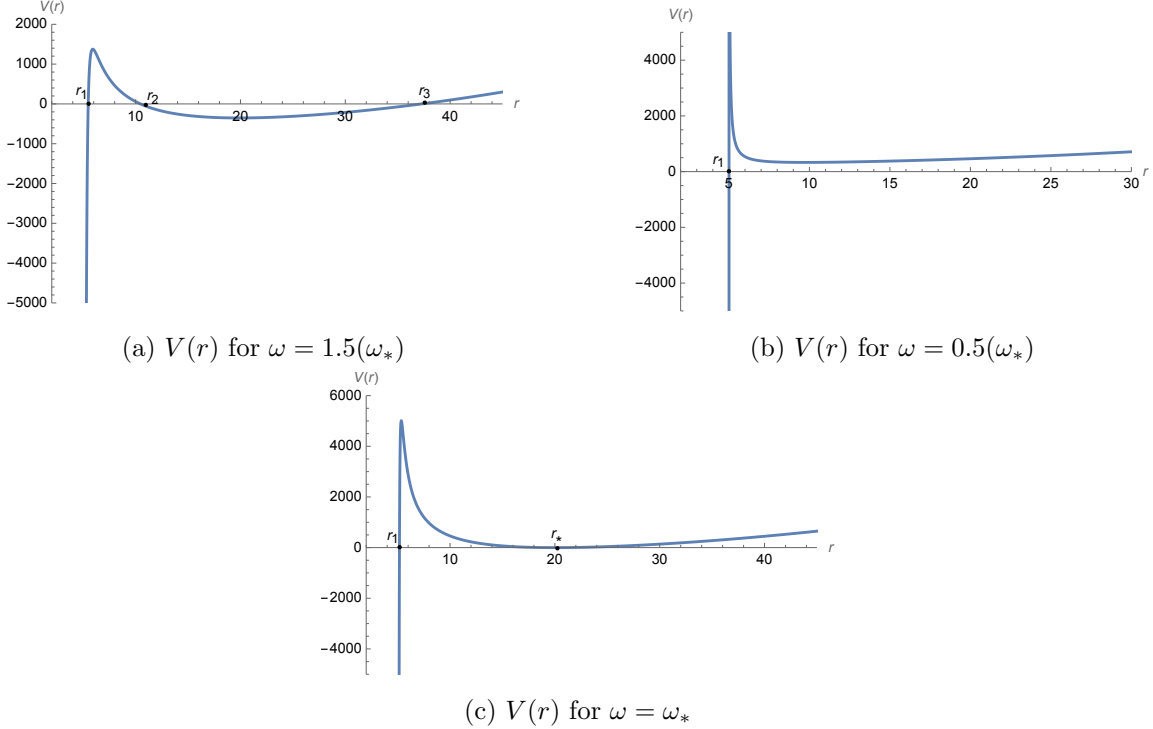 V(r)
2000
1000
r₁
r₂
r₃
0
10
20
30
40
r
−1000
−2000
−3000
−4000
−5000
(a) V(r) for ω = 1.5(ω∗)
V(r)
4000
2000
r₁
0
5
10
15
20
25
30
r
−2000
−4000
(b) V(r) for ω = 0.5(ω∗)
V(r)
6000
4000
2000
r₁
r∗
0
10
20
30
40
r
−2000
−4000
(c) V(r) for ω = ω∗